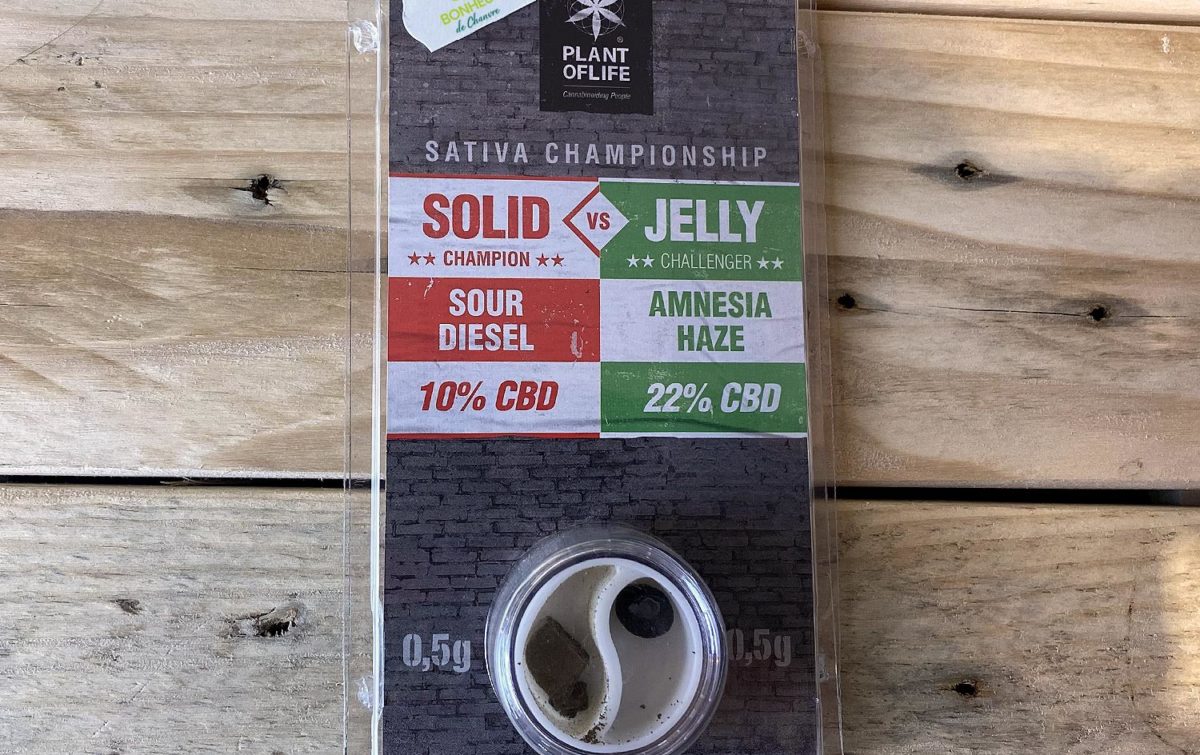 BONHEUR
de Chanvre
PLANT
OFLIFE
®
Cannabinoiding People
SATIVA CHAMPIONSHIP
SOLID VS JELLY
★★ CHAMPION ★★ ★★ CHALLENGER ★★
SOUR
DIESEL
AMNESIA
HAZE
10% CBD 22% CBD
0,5g 0,5g